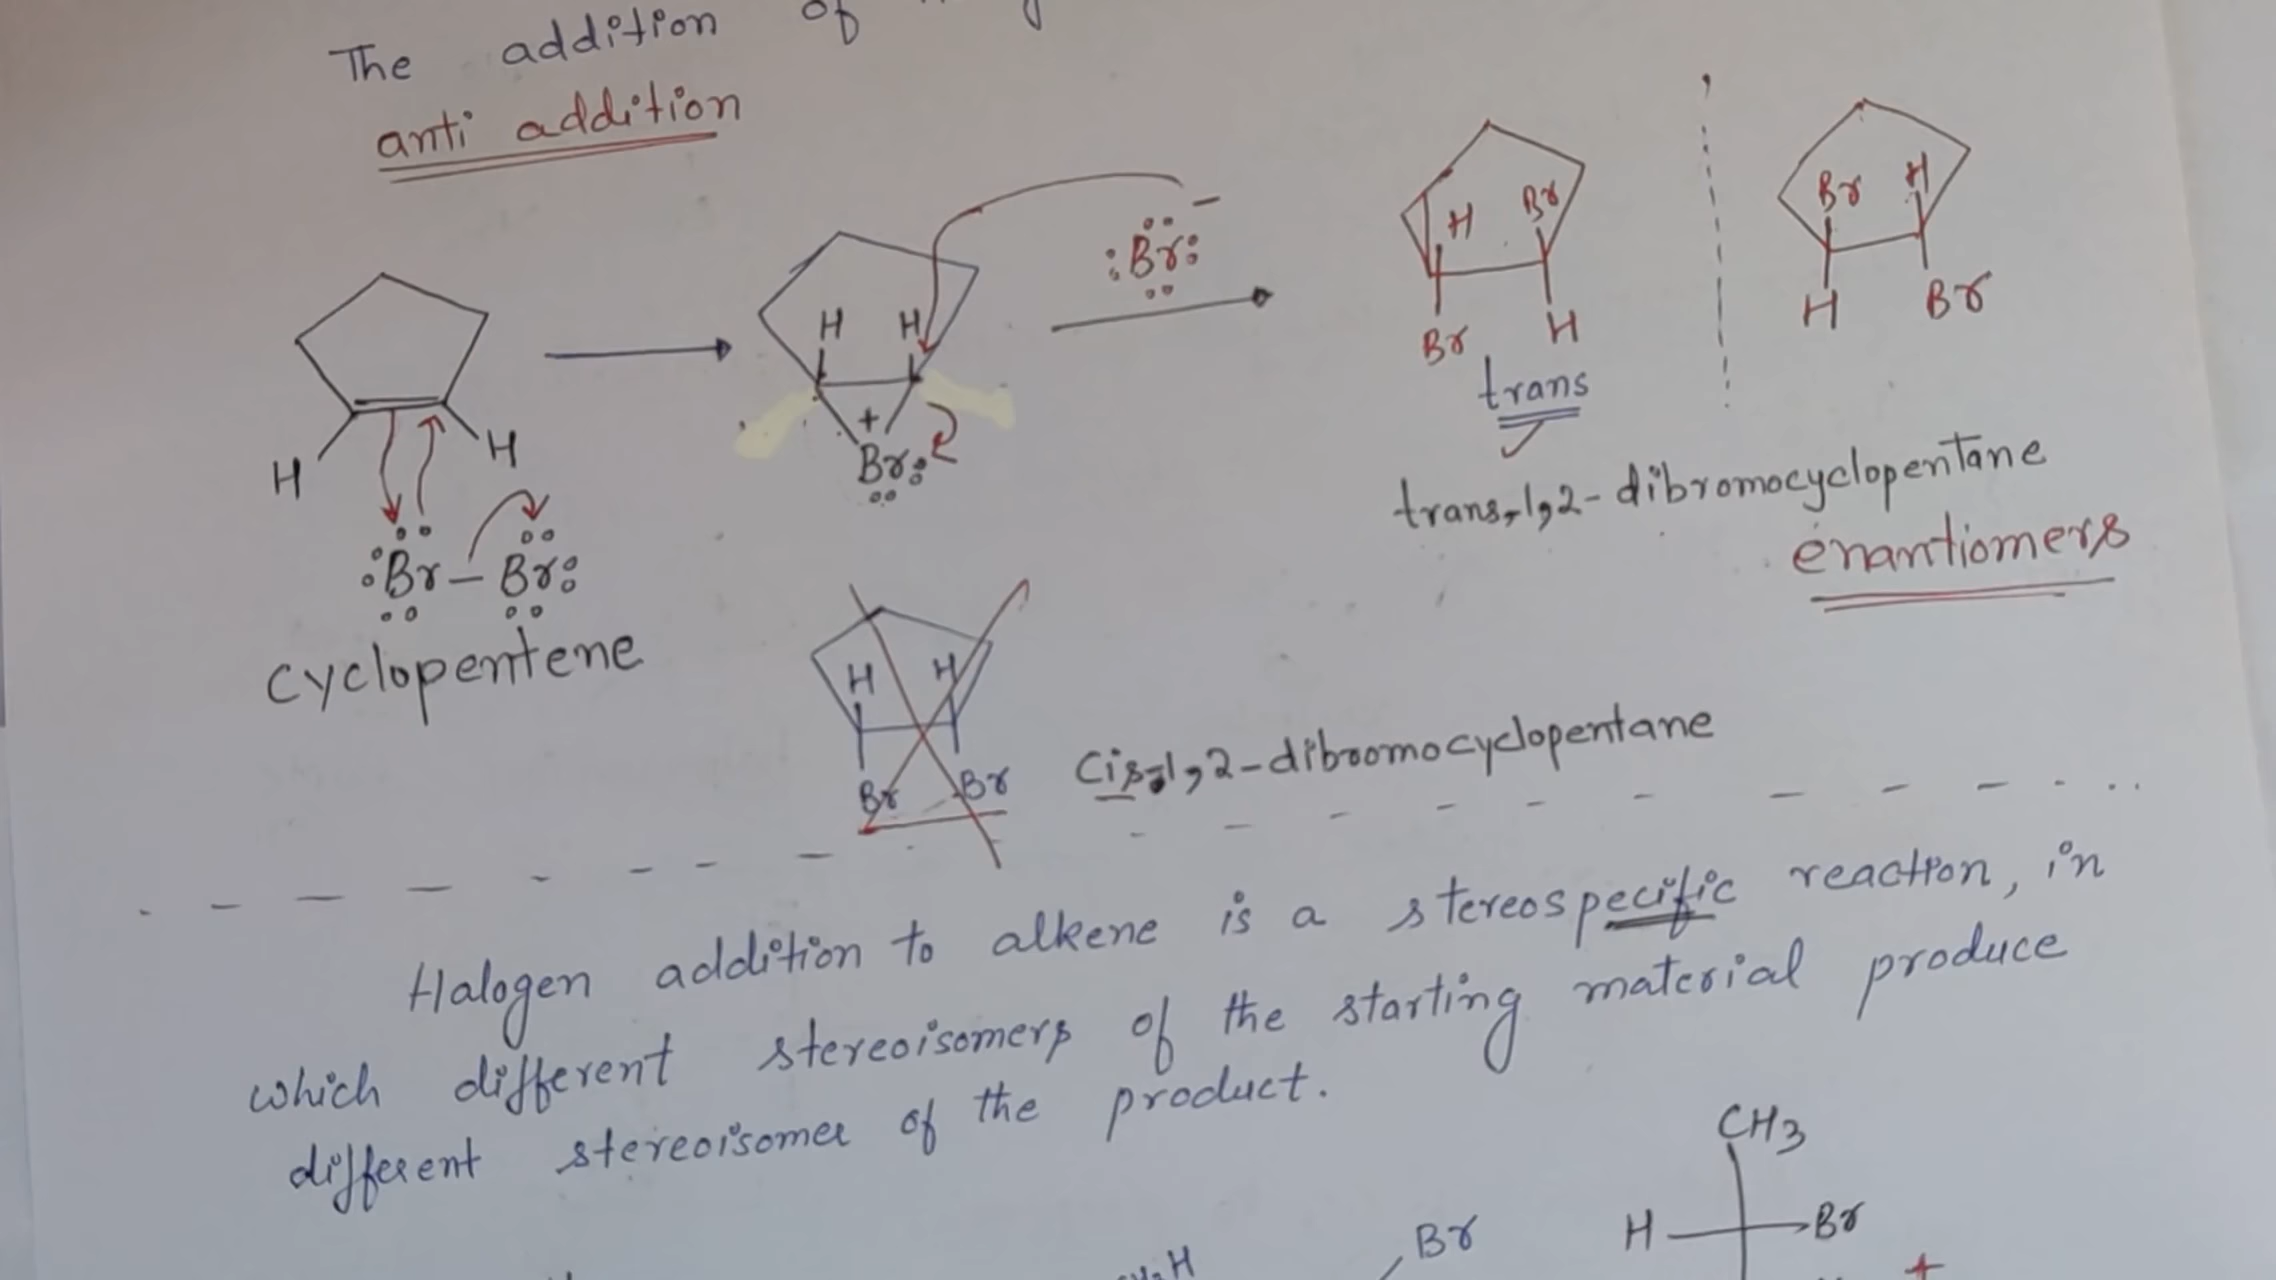 The addition of
anti addition
H H
:Br – Br:
cyclopentene
H H
+
Br:
:Br: –
H Br
Br H
trans
Br H
H Br
trans-1,2-dibromocyclopentane
enantiomers
H H
Br Br
Cis-1,2-dibromocyclopentane
Halogen addition to alkene is a stereospecific reaction, in
which different stereoisomers of the starting material produce
different stereoisomer of the product.
CH3
H Br
Br
H
+